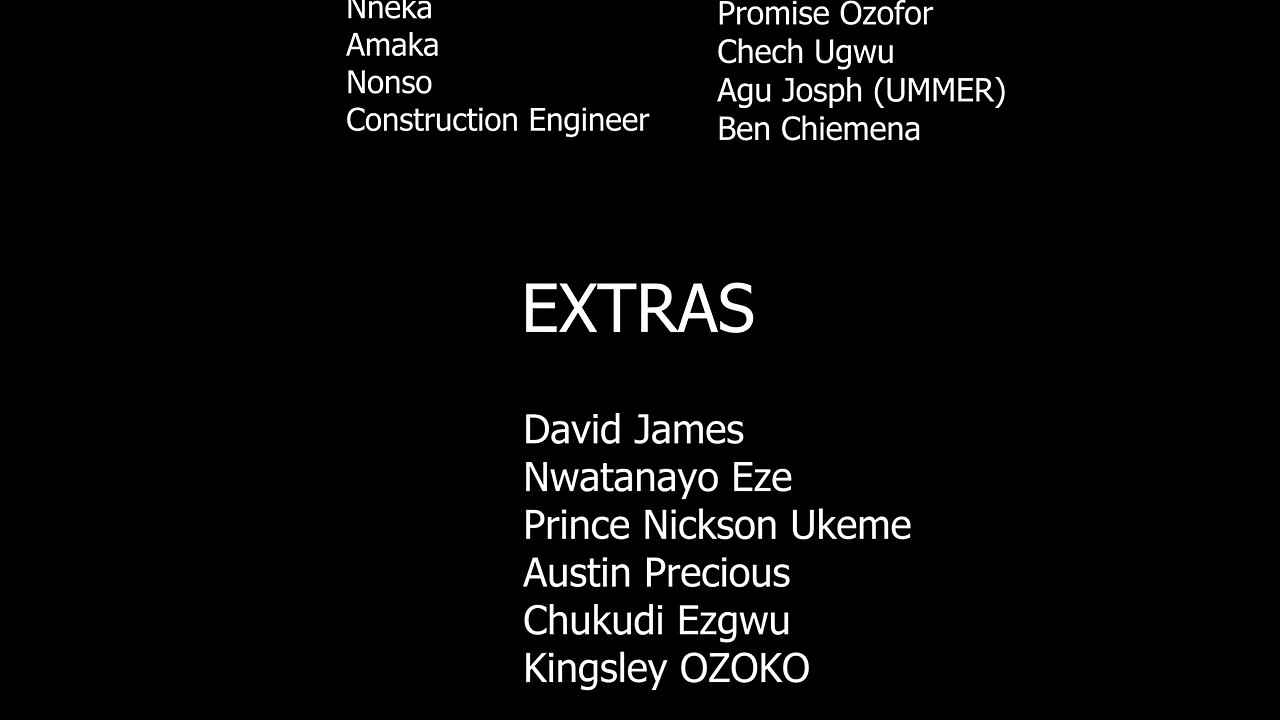 Nneka Promise Ozofor
Amaka Chech Ugwu
Nonso Agu Josph (UMMER)
Construction Engineer Ben Chiemena
EXTRAS
David James
Nwatanayo Eze
Prince Nickson Ukeme
Austin Precious
Chukudi Ezgwu
Kingsley OZOKO